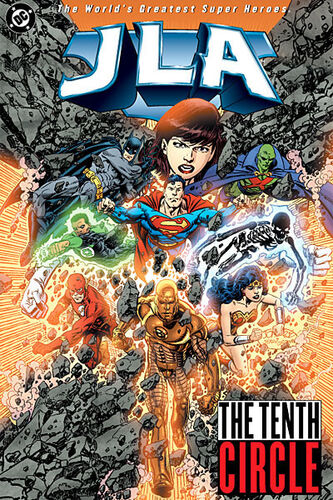 DC
The World's Greatest Super Heroes.
JLA
S
THE TENTH
CIRCLE